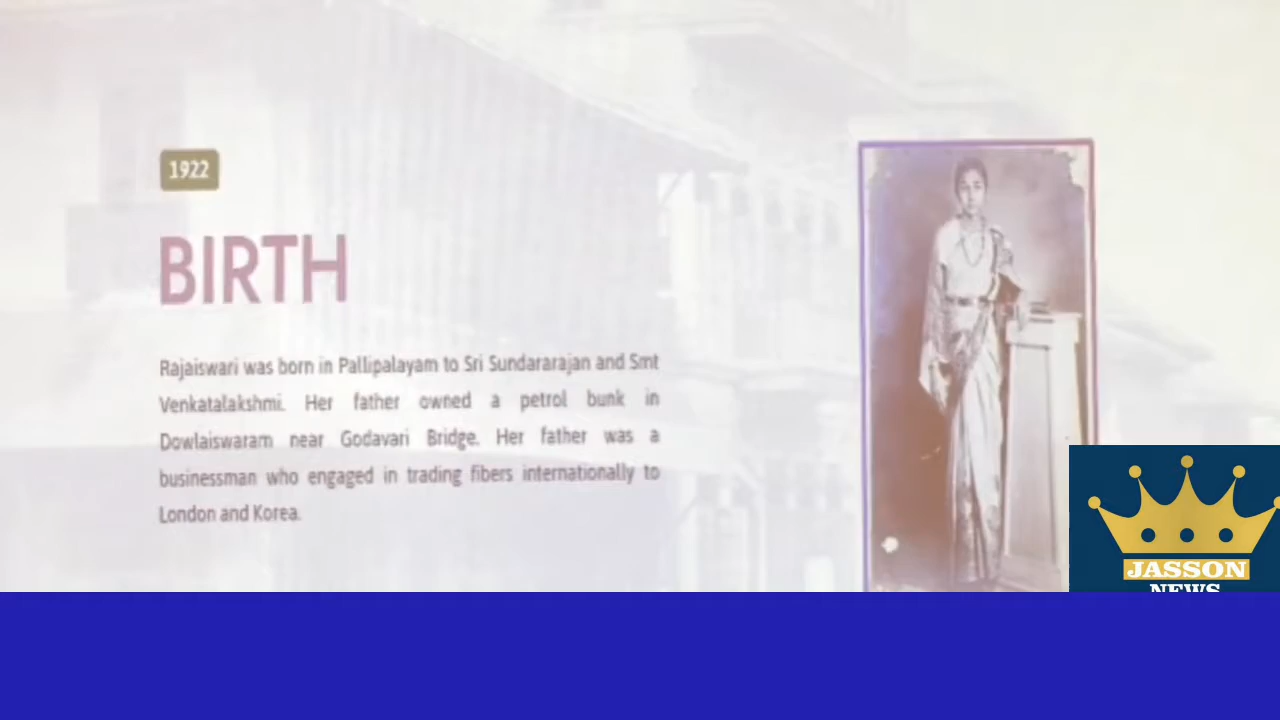 1922
BIRTH
Rajaiswari was born in Pallipalayam to Sri Sundararajan and Smt
Venkatalakshmi. Her father owned a petrol bunk in
Dowlaiswaram near Godavari Bridge. Her father was a
businessman who engaged in trading fibers internationally to
London and Korea.
JASSON
NEWS